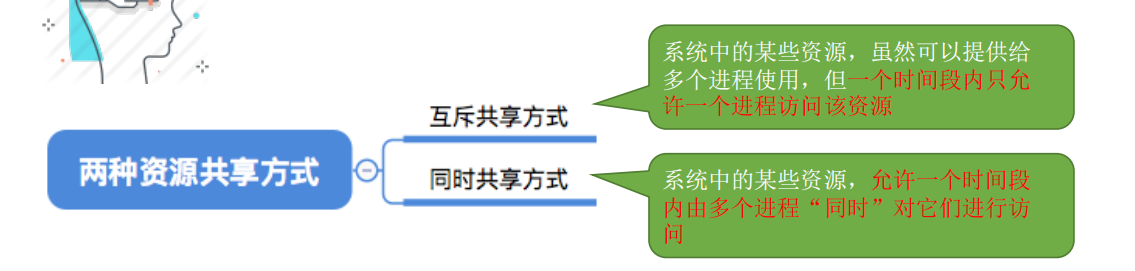 系统中的某些资源，虽然可以提供给
多个进程使用，但一个时间段内只允
许一个进程访问该资源
互斥共享方式
两种资源共享方式
同时共享方式
系统中的某些资源，允许一个时间段
内由多个进程“同时”对它们进行访
问